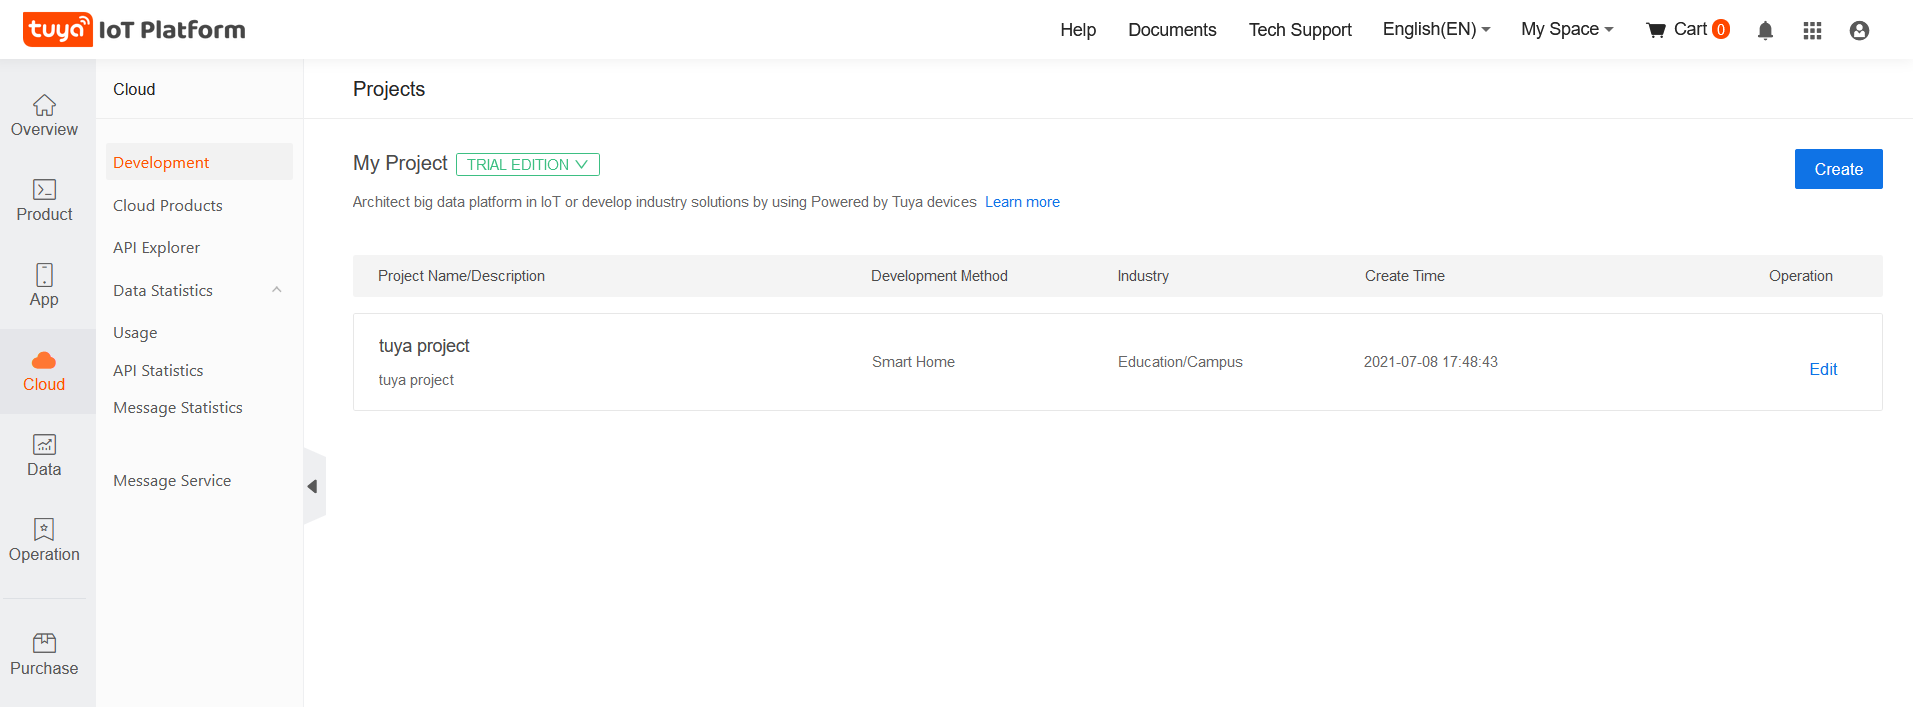 tuya IoT Platform
Help Documents Tech Support English(EN) My Space Cart 0
Overview
Product
App
Cloud
Data
Operation
Purchase
Cloud
Development
Cloud Products
API Explorer
Data Statistics
Usage
API Statistics
Message Statistics
Message Service
Projects
My Project TRIAL EDITION
Create
Architect big data platform in IoT or develop industry solutions by using Powered by Tuya devices Learn more
Project Name/Description Development Method Industry Create Time Operation
tuya project
tuya project
Smart Home Education/Campus 2021-07-08 17:48:43 Edit